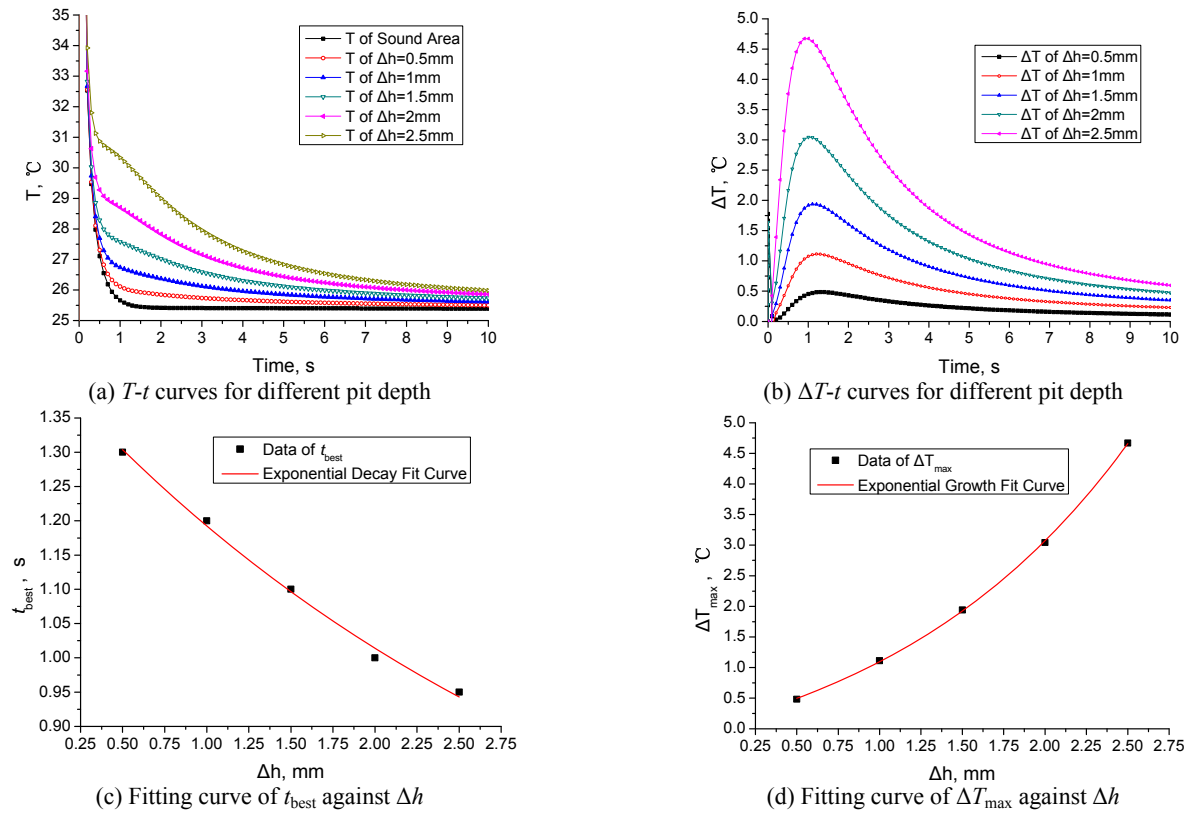 35
34
33
32
31
30
29
28
27
26
25
T, ℃
0 1 2 3 4 5 6 7 8 9 10
Time, s
T of Sound Area
T of Δh=0.5mm
T of Δh=1mm
T of Δh=1.5mm
T of Δh=2mm
T of Δh=2.5mm
(a) T-t curves for different pit depth
5.0
4.5
4.0
3.5
3.0
2.5
2.0
1.5
1.0
0.5
0.0
ΔT, ℃
0 1 2 3 4 5 6 7 8 9 10
Time, s
ΔT of Δh=0.5mm
ΔT of Δh=1mm
ΔT of Δh=1.5mm
ΔT of Δh=2mm
ΔT of Δh=2.5mm
(b) ΔT-t curves for different pit depth
1.35
1.30
1.25
1.20
1.15
1.10
1.05
1.00
0.95
0.90
t_best, s
0.25 0.50 0.75 1.00 1.25 1.50 1.75 2.00 2.25 2.50 2.75
Δh, mm
Data of t_best
Exponential Decay Fit Curve
(c) Fitting curve of t_best against Δh
5.0
4.5
4.0
3.5
3.0
2.5
2.0
1.5
1.0
0.5
0.0
ΔT_max, ℃
0.25 0.50 0.75 1.00 1.25 1.50 1.75 2.00 2.25 2.50 2.75
Δh, mm
Data of ΔT_max
Exponential Growth Fit Curve
(d) Fitting curve of ΔT_max against Δh